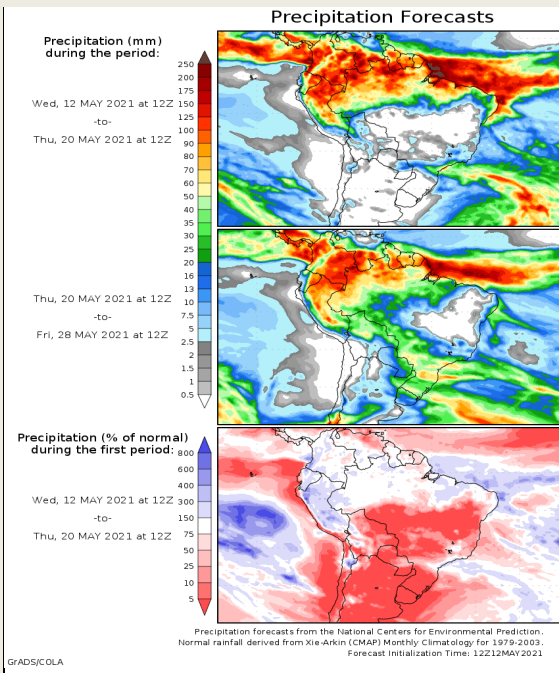 Precipitation Forecasts
Precipitation (mm)
during the period:
Wed, 12 MAY 2021 at 12Z
-to-
Thu, 20 MAY 2021 at 12Z
250
200
175
150
125
100
90
80
70
60
50
40
35
30
25
20
16
13
10
7.5
5
2.5
2
1.5
1
0.5
Thu, 20 MAY 2021 at 12Z
-to-
Fri, 28 MAY 2021 at 12Z
Precipitation (% of normal)
during the first period:
Wed, 12 MAY 2021 at 12Z
-to-
Thu, 20 MAY 2021 at 12Z
800
600
400
300
150
75
50
25
10
5
Precipitation forecasts from the National Centers for Environmental Prediction.
Normal rainfall derived from Xie-Arkin (CMAP) Monthly Climatology for 1979-2003.
Forecast Initialization Time: 12Z12MAY2021
GrADS/COLA